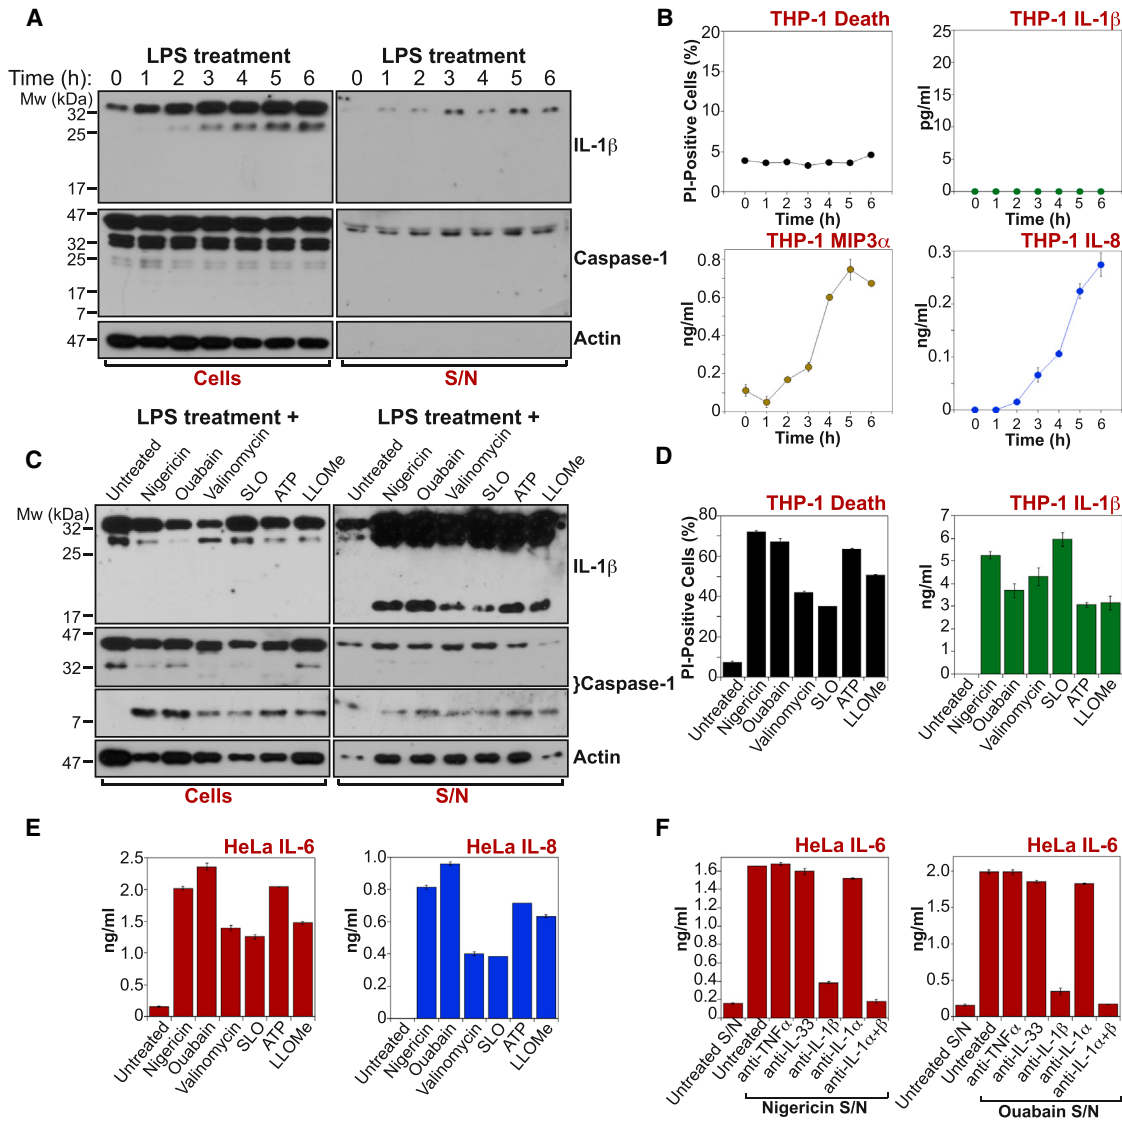 A
LPS treatment
LPS treatment
Time (h): 0 1 2 3 4 5 6
0 1 2 3 4 5 6
Mw (kDa)
32
25
17
IL-1β
47
32
25
17
7
Caspase-1
47
Actin
Cells
S/N
B
THP-1 Death
PI-Positive Cells (%)
20
15
10
5
0
0 1 2 3 4 5 6
Time (h)
THP-1 IL-1β
pg/ml
25
20
15
10
5
0
0 1 2 3 4 5 6
Time (h)
THP-1 MIP3α
ng/ml
0.8
0.6
0.4
0.2
0
0 1 2 3 4 5 6
Time (h)
THP-1 IL-8
ng/ml
0.3
0.2
0.1
0
0 1 2 3 4 5 6
Time (h)
C
LPS treatment +
LPS treatment +
Untreated
Nigericin
Ouabain
Valinomycin
SLO
ATP
LLOMe
Untreated
Nigericin
Ouabain
Valinomycin
SLO
ATP
LLOMe
Mw (kDa)
32
25
17
IL-1β
47
32
}Caspase-1
7
47
Actin
Cells
S/N
D
THP-1 Death
PI-Positive Cells (%)
80
60
40
20
0
Untreated
Nigericin
Ouabain
Valinomycin
SLO
ATP
LLOMe
THP-1 IL-1β
ng/ml
7
6
5
4
3
2
1
0
Untreated
Nigericin
Ouabain
Valinomycin
SLO
ATP
LLOMe
E
HeLa IL-6
ng/ml
2.5
2.0
1.5
1.0
0.5
0
Untreated
Nigericin
Ouabain
Valinomycin
SLO
ATP
LLOMe
HeLa IL-8
ng/ml
1.0
0.8
0.6
0.4
0.2
0
Untreated
Nigericin
Ouabain
Valinomycin
SLO
ATP
LLOMe
F
HeLa IL-6
ng/ml
1.6
1.4
1.2
1.0
0.8
0.6
0.4
0.2
0
Untreated S/N
Untreated
anti-TNFα
anti-IL-33
anti-IL-1β
anti-IL-1α
anti-IL-1α+β
Nigericin S/N
HeLa IL-6
ng/ml
2.0
1.5
1.0
0.5
0
Untreated S/N
Untreated
anti-TNFα
anti-IL-33
anti-IL-1β
anti-IL-1α
anti-IL-1α+β
Ouabain S/N